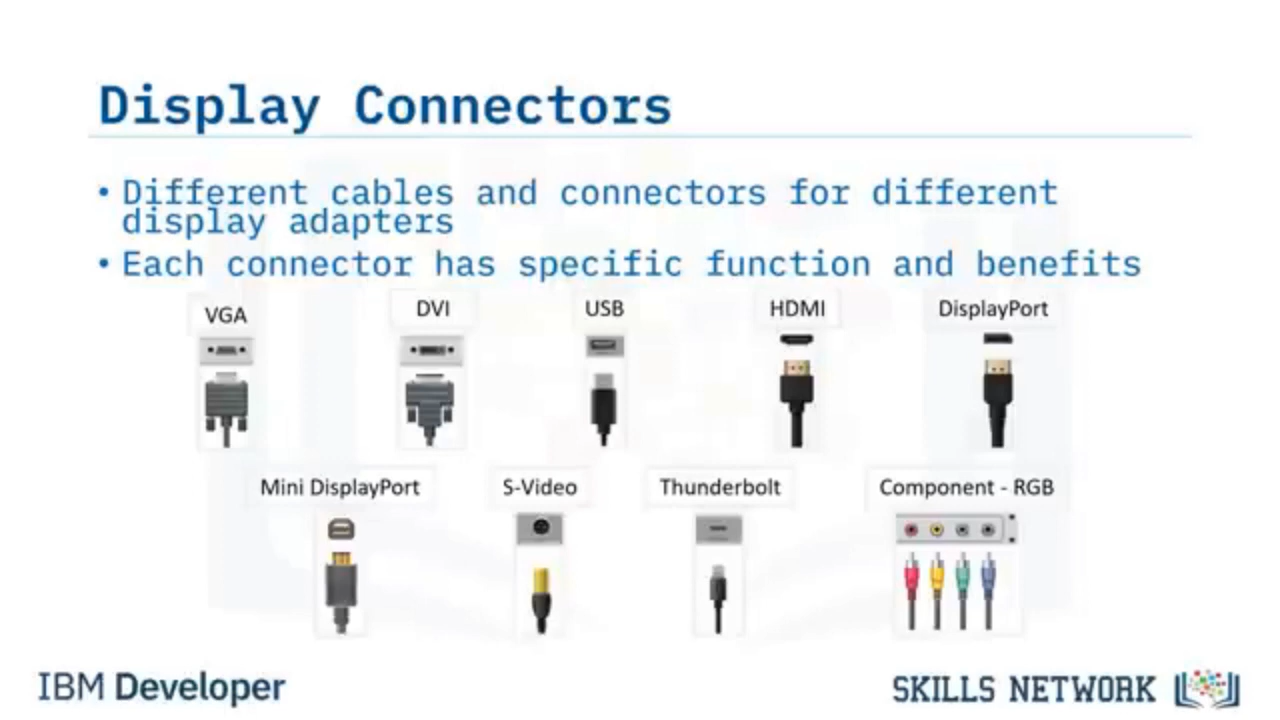 Display Connectors
• Different cables and connectors for different
display adapters
• Each connector has specific function and benefits
VGA
DVI
USB
HDMI
DisplayPort
Mini DisplayPort
S-Video
Thunderbolt
Component - RGB
IBM Developer
SKILLS NETWORK